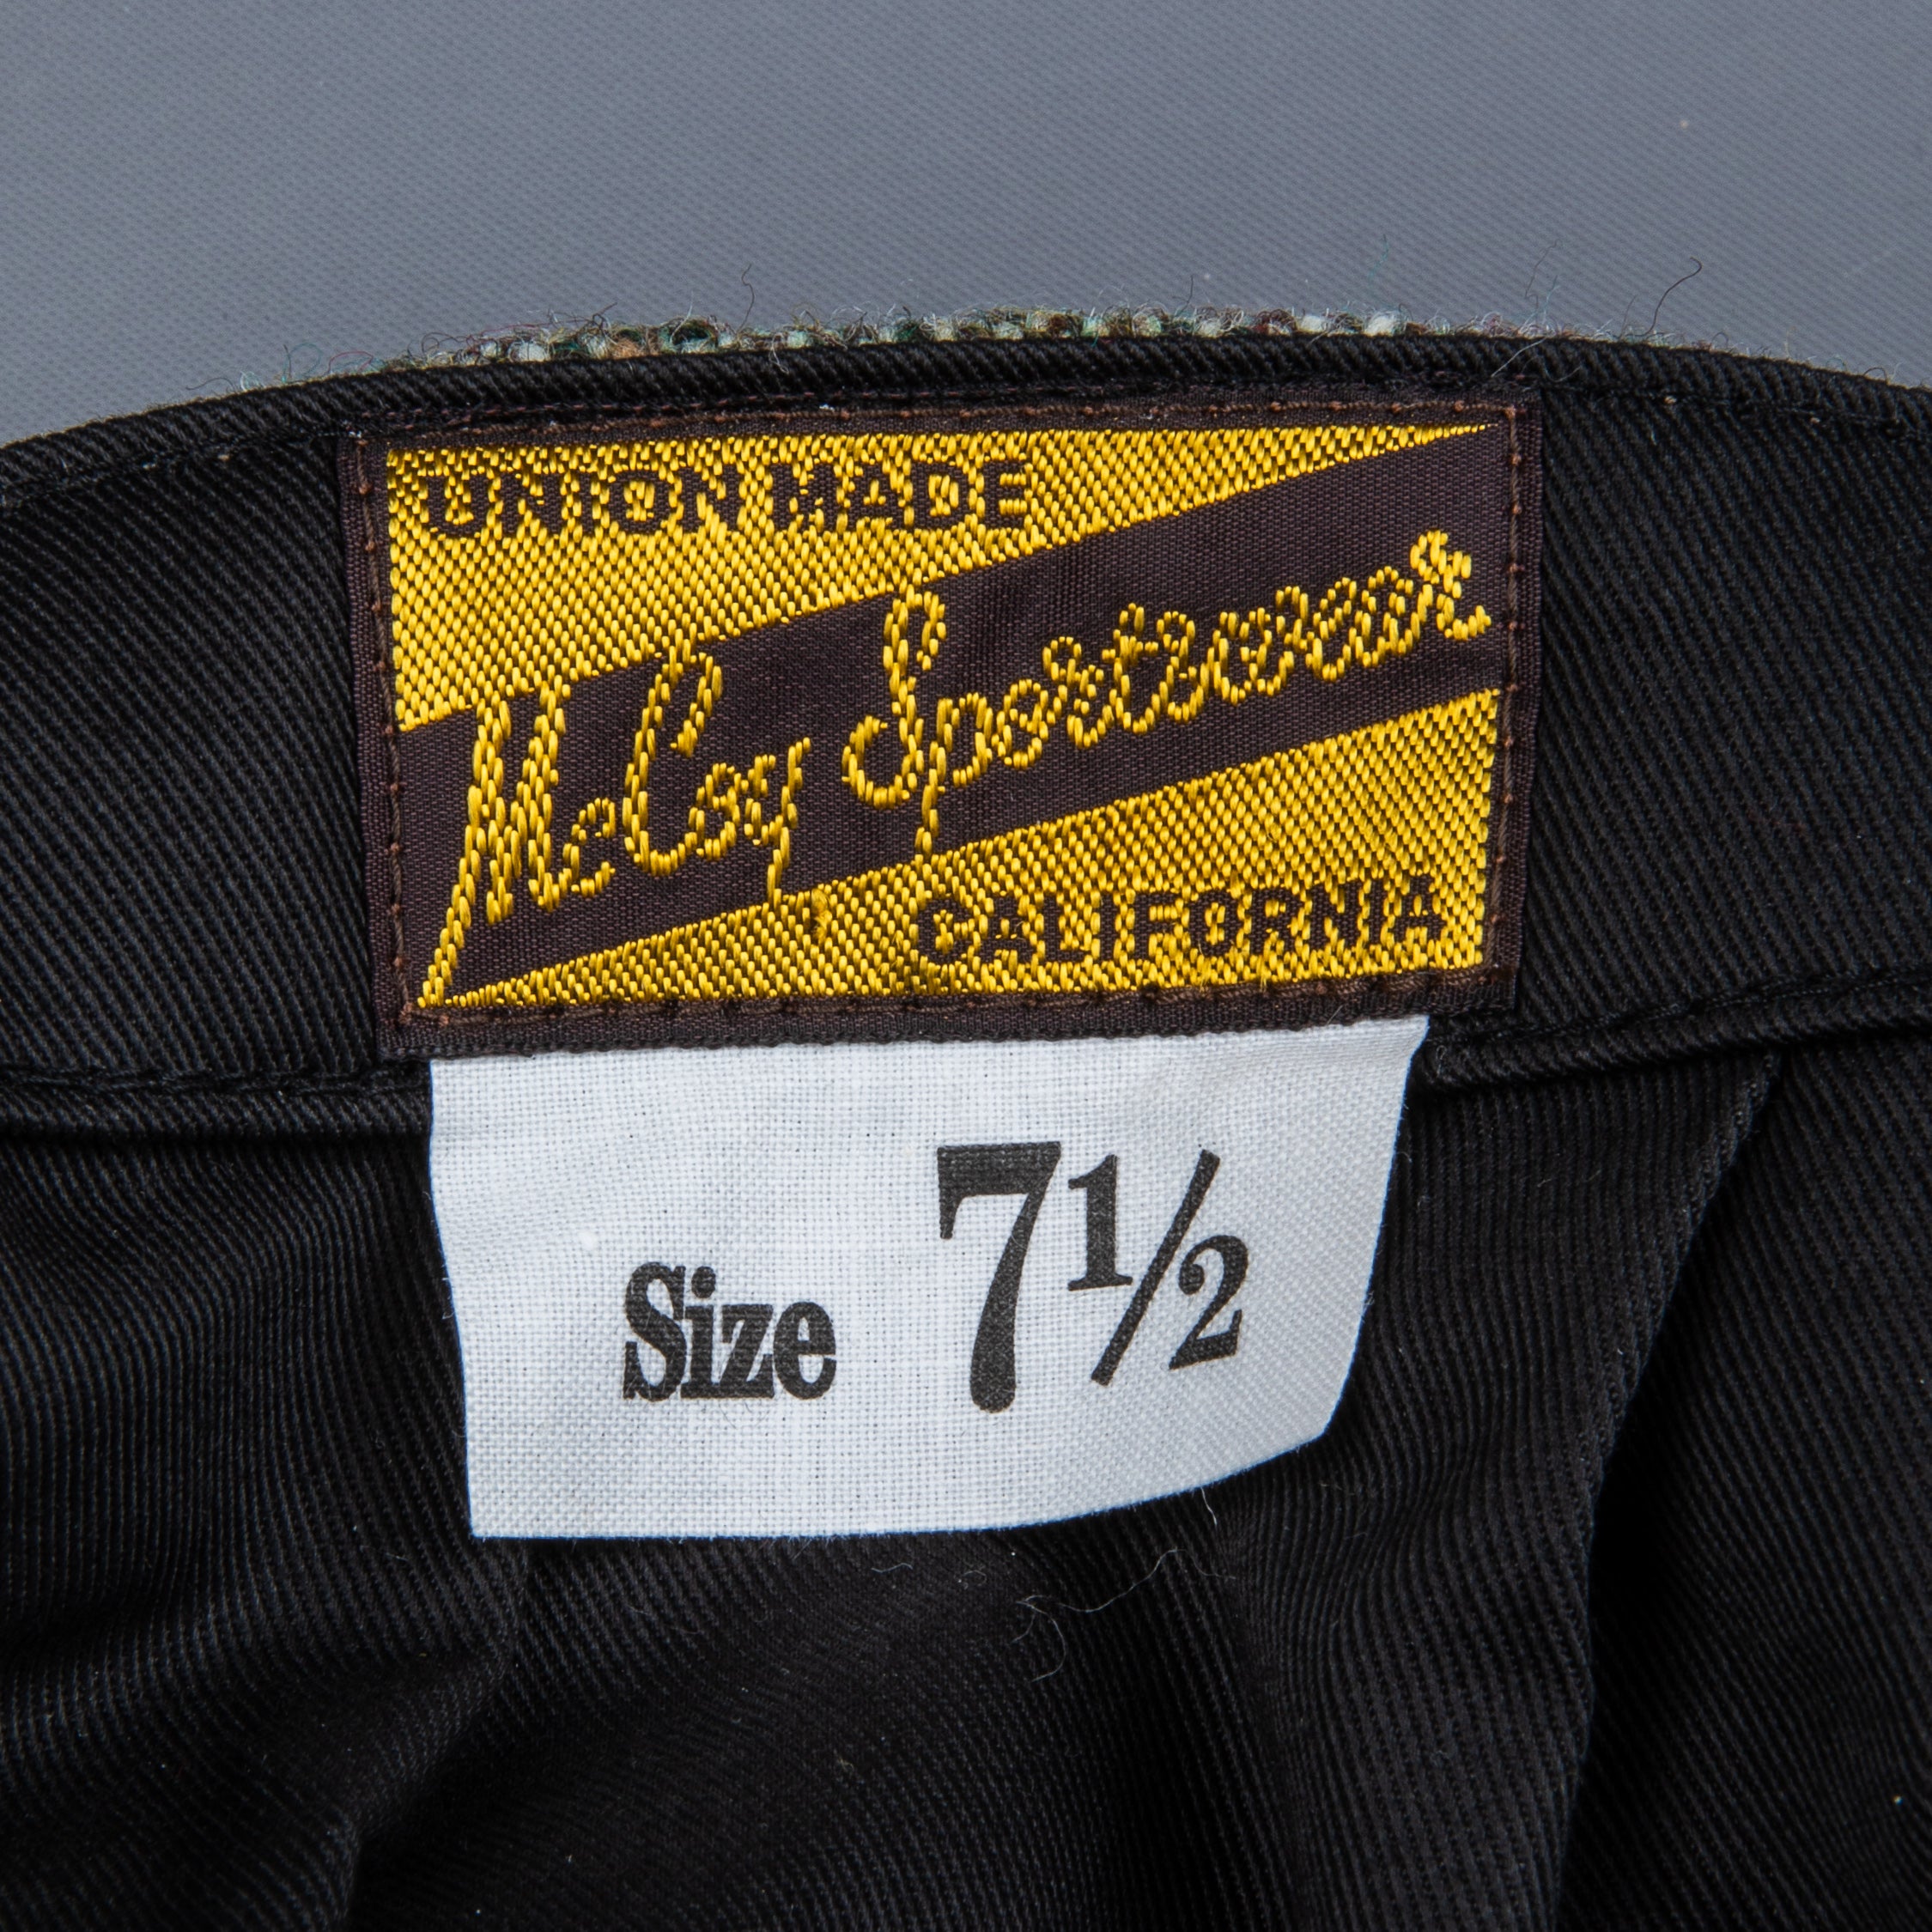 UNION MADE
McCoy Sportswear
CALIFORNIA
Size 7½